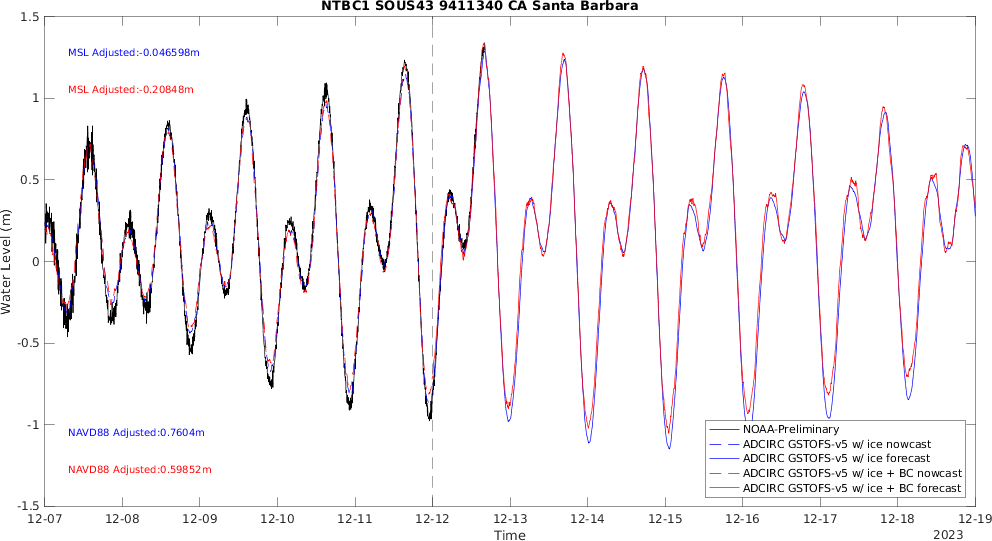 NTBC1 SOUS43 9411340 CA Santa Barbara
1.5
1
0.5
0
-0.5
-1
-1.5
Water Level (m)
MSL Adjusted:-0.046598m
MSL Adjusted:-0.20848m
NAVD88 Adjusted:0.7604m
NAVD88 Adjusted:0.59852m
NOAA-Preliminary
ADCIRC GSTOFS-v5 w/ ice nowcast
ADCIRC GSTOFS-v5 w/ ice forecast
ADCIRC GSTOFS-v5 w/ ice + BC nowcast
ADCIRC GSTOFS-v5 w/ ice + BC forecast
12-07 12-08 12-09 12-10 12-11 12-12 12-13 12-14 12-15 12-16 12-17 12-18 12-19
Time
2023